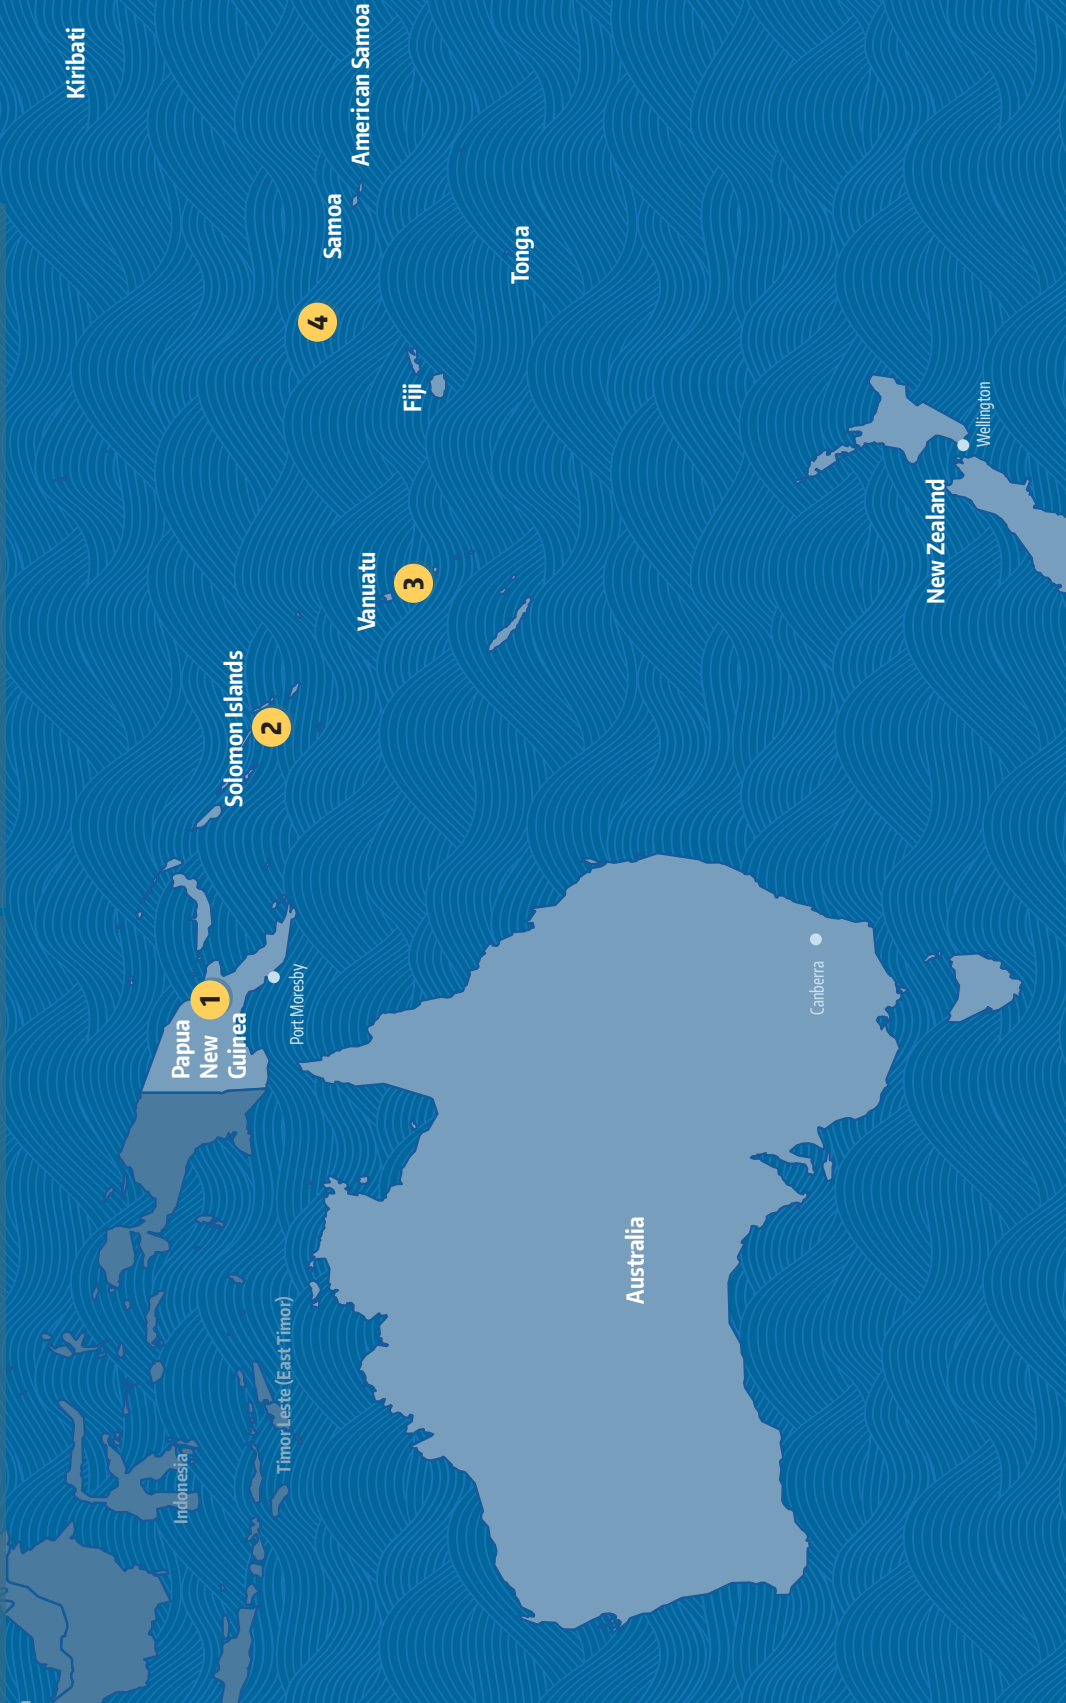 Kiribati
American Samoa
Samoa
Tonga
4
Fiji
Wellington
New Zealand
Vanuatu
3
Solomon Islands
2
1
Papua
New
Guinea
Port Moresby
Canberra
Australia
Timor Leste (East Timor)
Indonesia